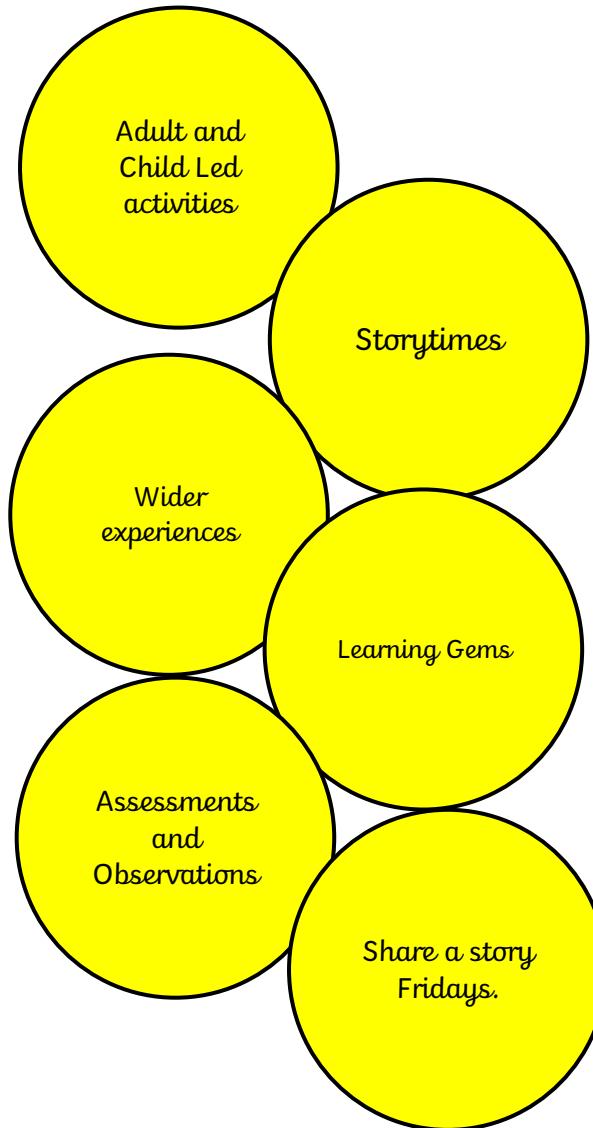 Adult and
Child Led
activities
Storytimes
Wider
experiences
Learning Gems
Assessments
and
Observations
Share a story
Fridays.